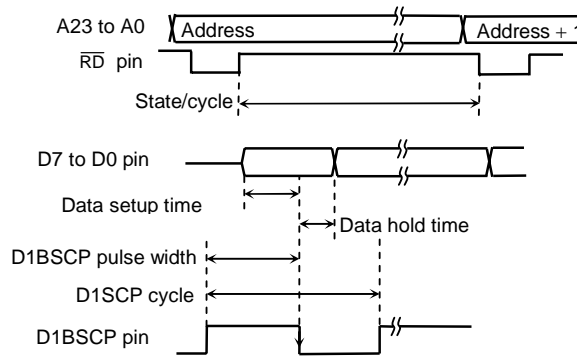 A23 to A0
Address
Address + 1
RD pin
State/cycle
D7 to D0 pin
Data setup time
Data hold time
D1BSCP pulse width
D1SCP cycle
D1BSCP pin